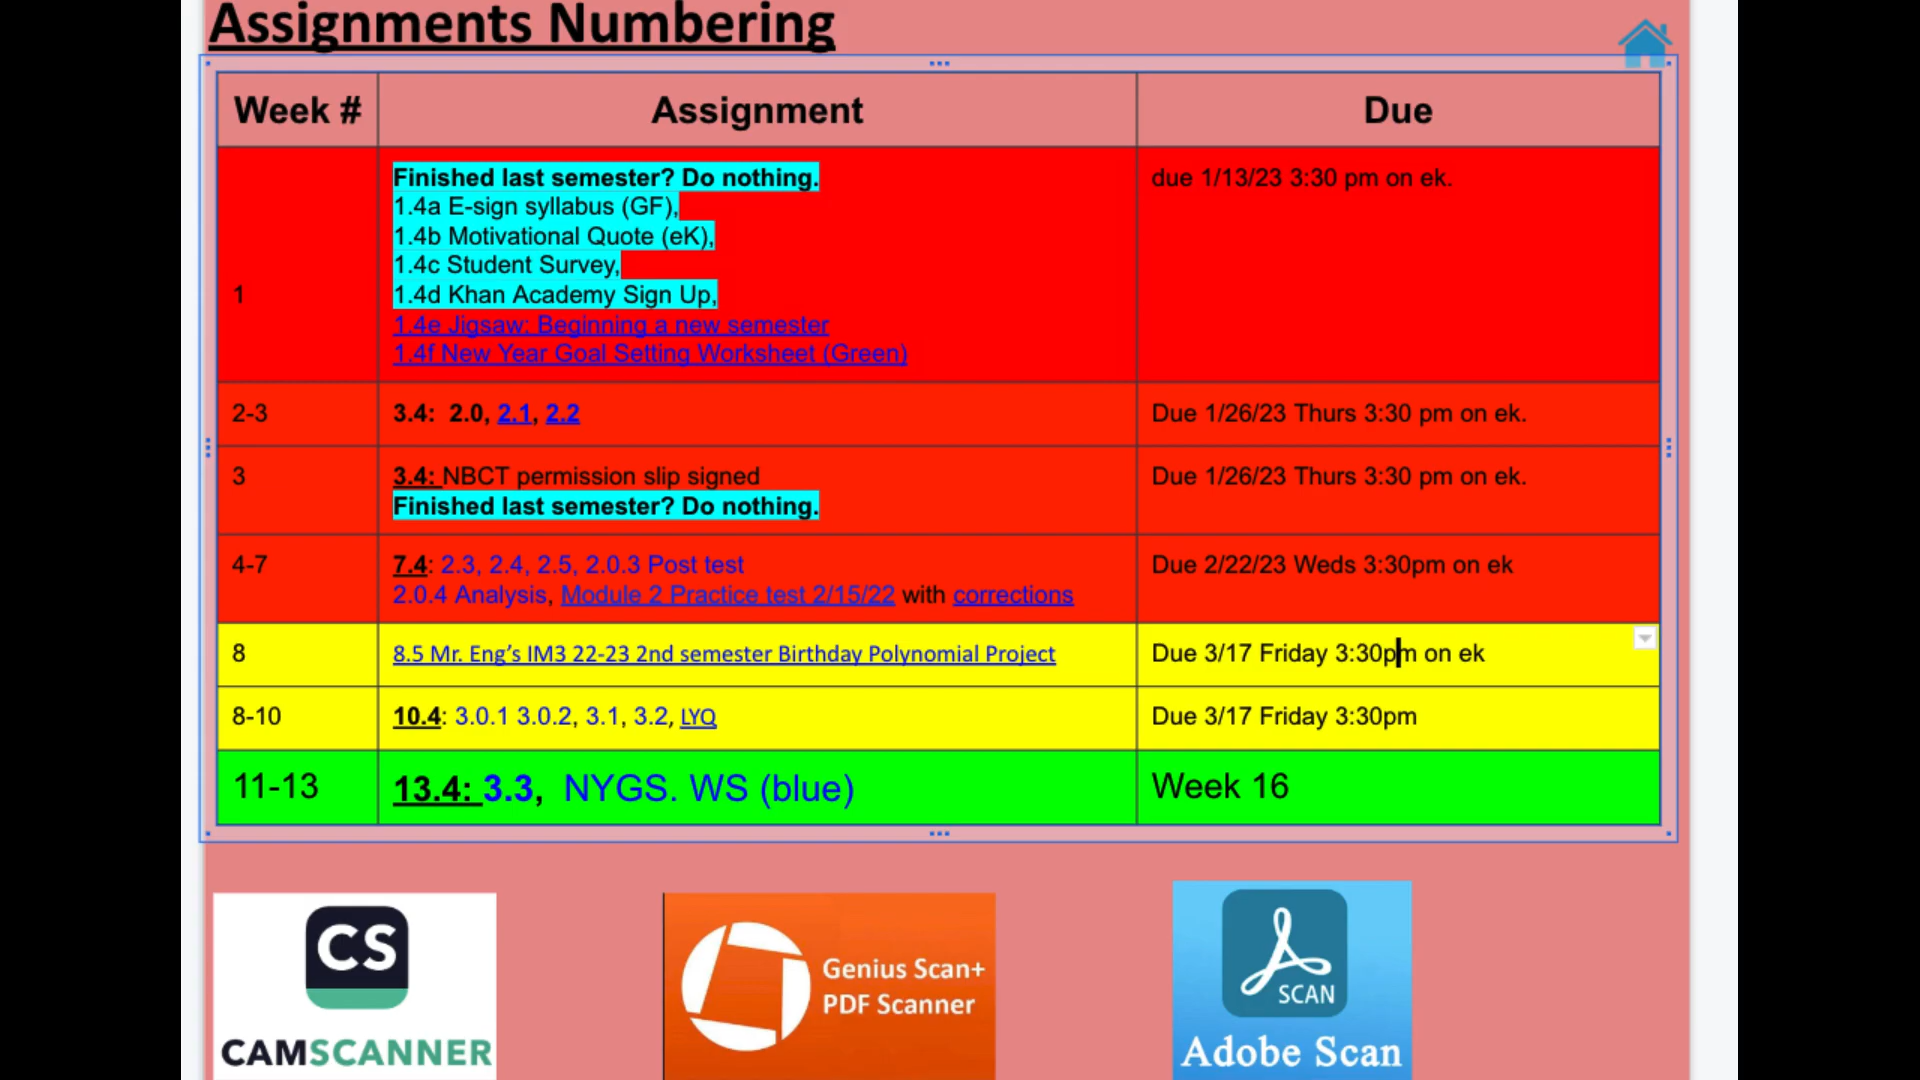 Assignments Numbering
Week #
Assignment
Due
1
Finished last semester? Do nothing.
1.4a E-sign syllabus (GF),
1.4b Motivational Quote (eK),
1.4c Student Survey,
1.4d Khan Academy Sign Up,
1.4e Jigsaw: Beginning a new semester
1.4f New Year Goal Setting Worksheet (Green)
due 1/13/23 3:30 pm on ek.
2-3
3.4: 2.0, 2.1, 2.2
Due 1/26/23 Thurs 3:30 pm on ek.
3
3.4: NBCT permission slip signed
Finished last semester? Do nothing.
Due 1/26/23 Thurs 3:30 pm on ek.
4-7
7.4: 2.3, 2.4, 2.5, 2.0.3 Post test
2.0.4 Analysis, Module 2 Practice test 2/15/22 with corrections
Due 2/22/23 Weds 3:30pm on ek
8
8.5 Mr. Eng's IM3 22-23 2nd semester Birthday Polynomial Project
Due 3/17 Friday 3:30pm on ek
8-10
10.4: 3.0.1 3.0.2, 3.1, 3.2, LYQ
Due 3/17 Friday 3:30pm
11-13
13.4: 3.3, NYGS. WS (blue)
Week 16
CS
CAMSCANNER
Genius Scan+
PDF Scanner
SCAN
Adobe Scan